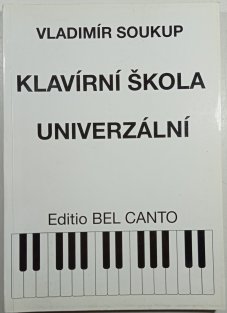 VLADIMÍR SOUKUP
KLAVÍRNÍ ŠKOLA
UNIVERZÁLNÍ
Editio BEL CANTO